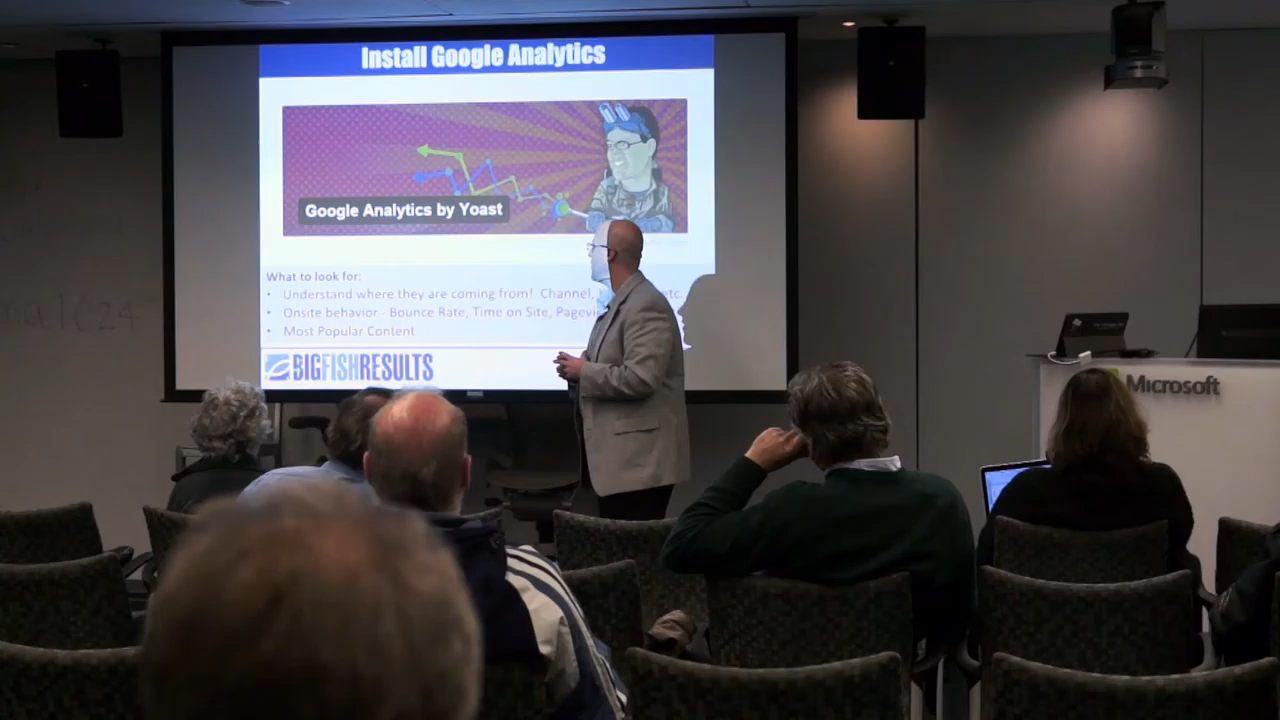 Install Google Analytics
Google Analytics by Yoast
What to look for:
• Understand where they are coming from! Channel, etc.
• Onsite behavior - Bounce Rate, Time on Site, Pagevi
• Most Popular Content
BIGFISHRESULTS
Microsoft